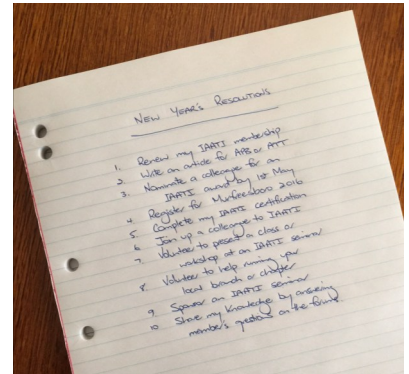 New Year's Resolutions
1. Renew my IAATI membership
2. Write an article for APB or ATT
3. Nominate a colleague for an
IAATI award by 1st May
4. Register for Murfreesboro 2016
5. Complete my IAATI certification
6. Join up a colleague to IAATI
7. Volunteer to present a class or
workshop at an IAATI seminar
8. Volunteer to help running your
local branch or chapter
9. Sponsor an IAATI seminar
10. Share my knowledge by answering
member's questions on the forums